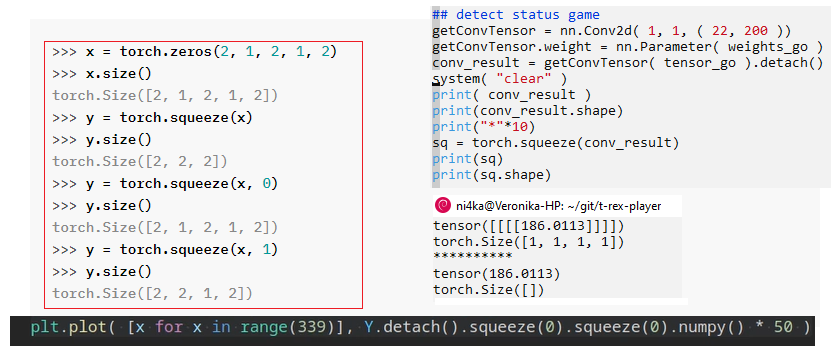 >>> x = torch.zeros(2, 1, 2, 1, 2)
>>> x.size()
torch.Size([2, 1, 2, 1, 2])
>>> y = torch.squeeze(x)
>>> y.size()
torch.Size([2, 2, 2])
>>> y = torch.squeeze(x, 0)
>>> y.size()
torch.Size([2, 1, 2, 1, 2])
>>> y = torch.squeeze(x, 1)
>>> y.size()
torch.Size([2, 2, 1, 2])
## detect status game
getConvTensor = nn.Conv2d( 1, 1, ( 22, 200 ))
getConvTensor.weight = nn.Parameter( weights_go )
conv_result = getConvTensor( tensor_go ).detach()
system( "clear" )
print( conv_result )
print(conv_result.shape)
print("*"*10)
sq = torch.squeeze(conv_result)
print(sq)
print(sq.shape)
ni4ka@Veronika-HP: ~/git/t-rex-player
tensor([[[[186.0113]]]])
torch.Size([1, 1, 1, 1])
**********
tensor(186.0113)
torch.Size([])
plt.plot( [x for x in range(339)], Y.detach().squeeze(0).squeeze(0).numpy() * 50 )